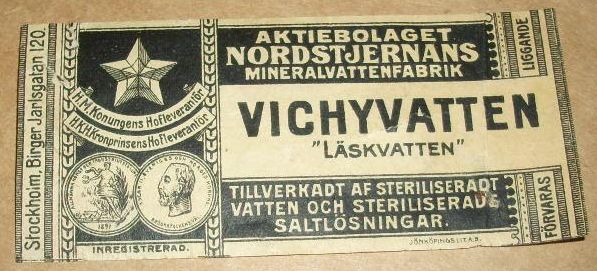 Stockholm, Birger Jarlsgatan 120.
H.M. Konungens Hofleverantör
H.K.H. Kronprinsens Hofleverantör
1897
INREGISTRERAD.
AKTIEBOLAGET
NORDSTJERNANS
MINERALVATTENFABRIK
VICHYVATTEN
"LÄSKVATTEN"
TILLVERKADT AF STERILISERADT
VATTEN OCH STERILISERADE
SALTLÖSNINGAR.
JÖNKÖPINGS LIT. A.B.
FÖRVARAS
LIGGANDE